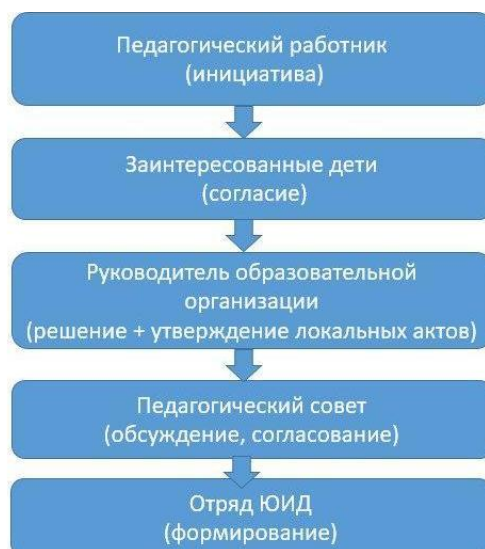 Педагогический работник
(инициатива)
Заинтересованные дети
(согласие)
Руководитель образовательной
организации
(решение + утверждение локальных актов)
Педагогический совет
(обсуждение, согласование)
Отряд ЮИД
(формирование)